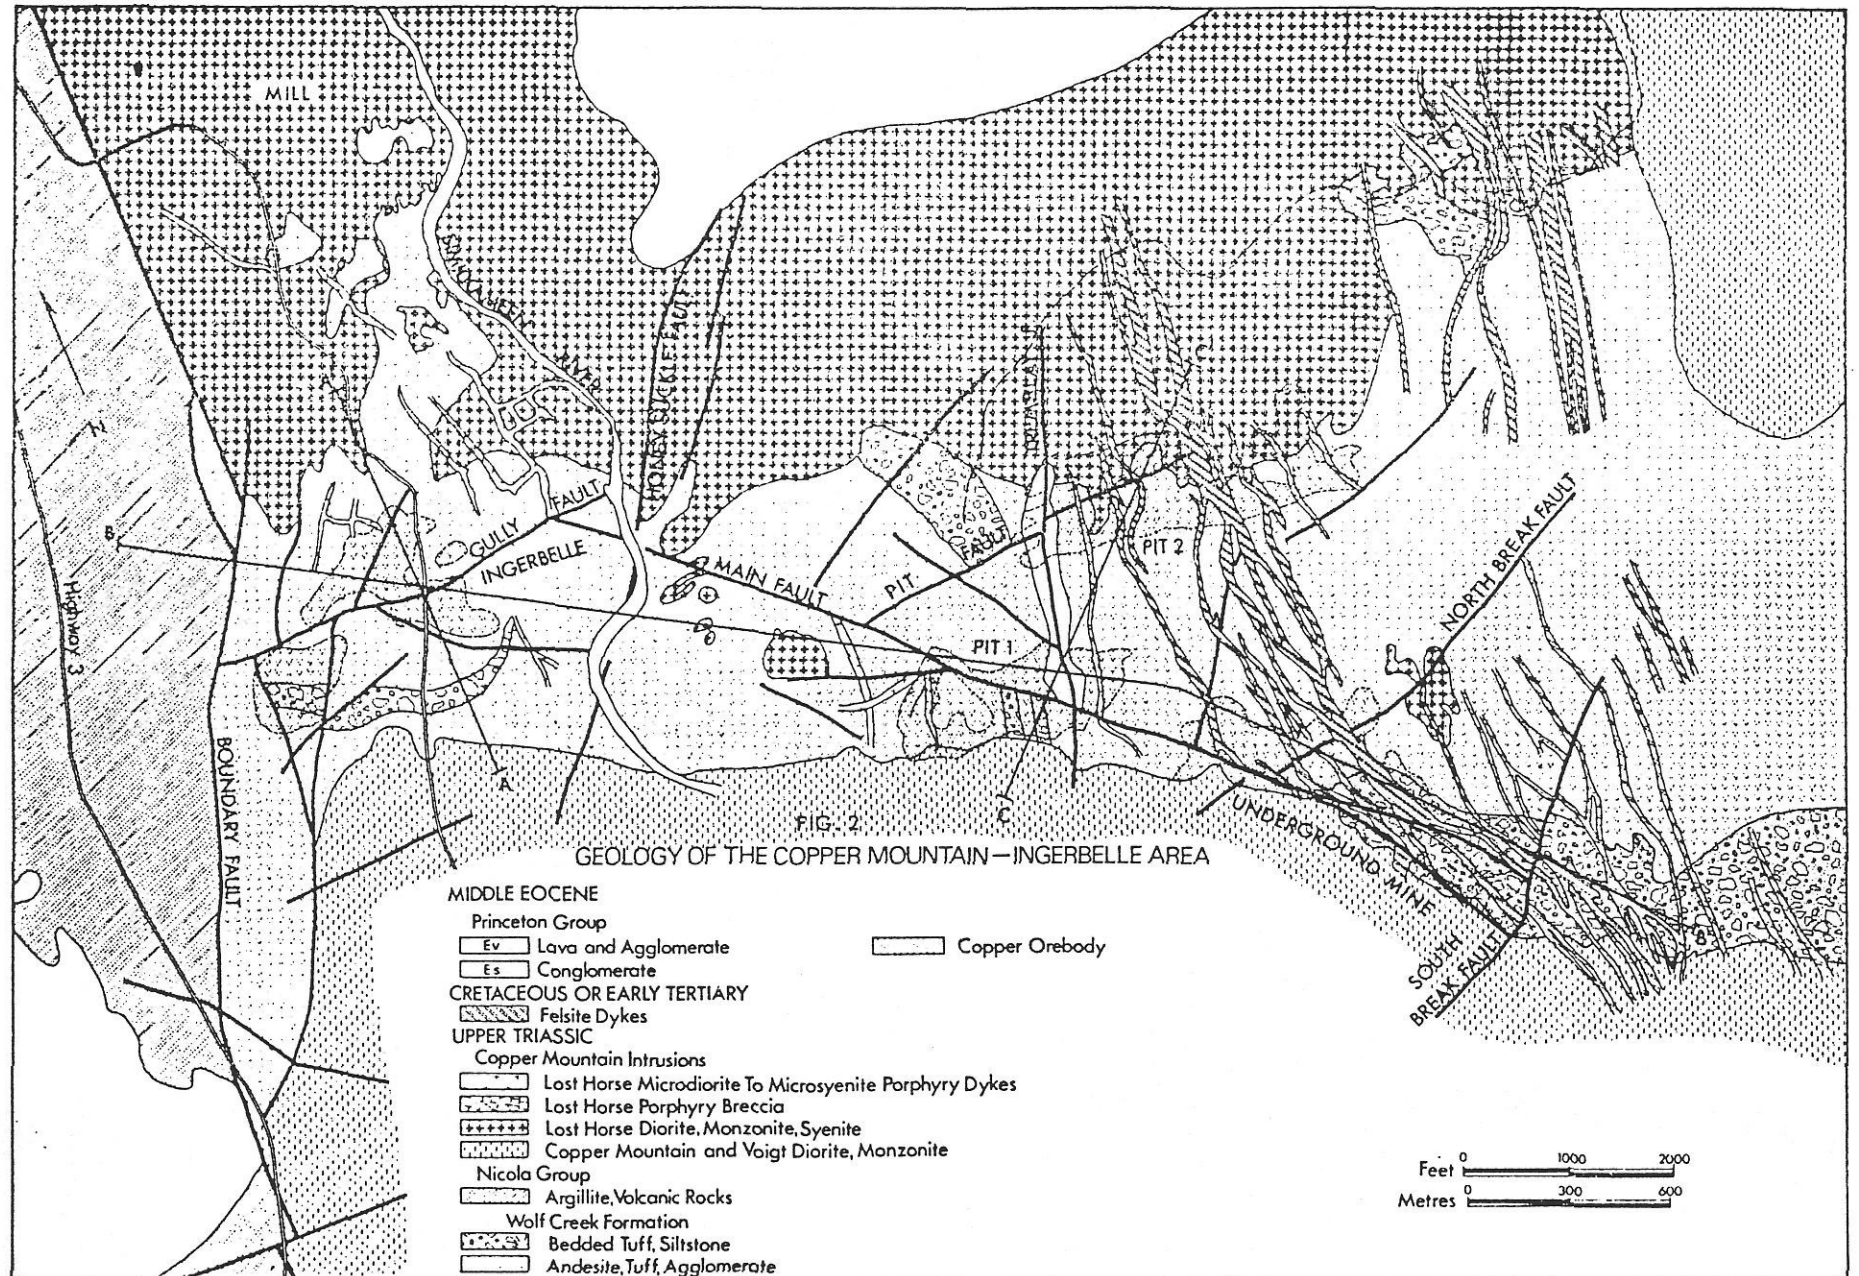 MILL
SIMILKAMEEN
RIVER
HONEYSUCKLE FAULT
N
B
Highway 3
GULLY
FAULT
INGERBELLE
MAIN FAULT
PIT
FAULT
PIT 2
PIT 1
NORTH BREAK FAULT
BOUNDARY FAULT
A
C
UNDERGROUND MINE
SOUTH
BREAK FAULT
FIG. 2
GEOLOGY OF THE COPPER MOUNTAIN—INGERBELLE AREA
MIDDLE EOCENE
Princeton Group
Ev Lava and Agglomerate
Copper Orebody
Es Conglomerate
CRETACEOUS OR EARLY TERTIARY
Felsite Dykes
UPPER TRIASSIC
Copper Mountain Intrusions
Lost Horse Microdiorite To Microsyenite Porphyry Dykes
Lost Horse Porphyry Breccia
Lost Horse Diorite, Monzonite, Syenite
Copper Mountain and Voigt Diorite, Monzonite
Nicola Group
Argillite, Volcanic Rocks
Wolf Creek Formation
Bedded Tuff, Siltstone
Andesite, Tuff, Agglomerate
Feet 0 1000 2000
Metres 0 300 600